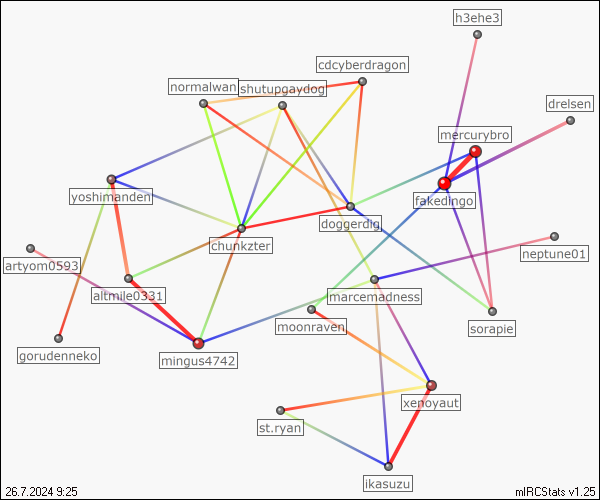 h3ehe3
cdcyberdragon
normalwan
shutupgaydog
drelsen
mercurybro
yoshimanden
fakedingo
doggerdig
chunkzter
neptune01
artyom0593
altmile0331
marcemadness
moonraven
sorapie
gorudenneko
mingus4742
xenoyaut
st.ryan
ikasuzu
26.7.2024 9:25
mIRCStats v1.25